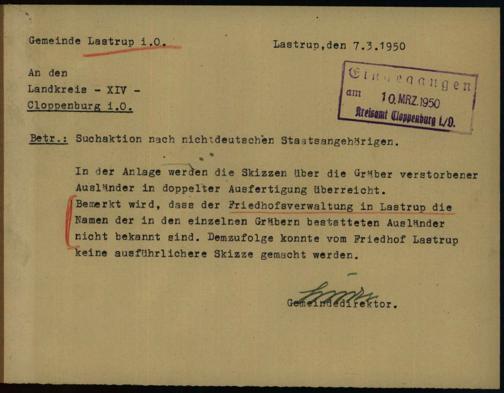 Gemeinde Lastrup i.O.
Lastrup,den 7.3.1950
An den
Landkreis - XIV -
Cloppenburg i.O.
Eingegangen
am 10. MRZ. 1950
Kreisamt Cloppenburg i/O.
Betr.: Suchaktion nach nichtdeutschen Staatsangehörigen.
In der Anlage werden die Skizzen über die Gräber verstorbener
Ausländer in doppelter Ausfertigung überreicht.
Bemerkt wird, dass der Friedhofsverwaltung in Lastrup die
Namen der in den einzelnen Gräbern bestatteten Ausländer
nicht bekannt sind. Demzufolge konnte vom Friedhof Lastrup
keine ausführlichere Skizze gemacht werden.
Gemeindedirektor.